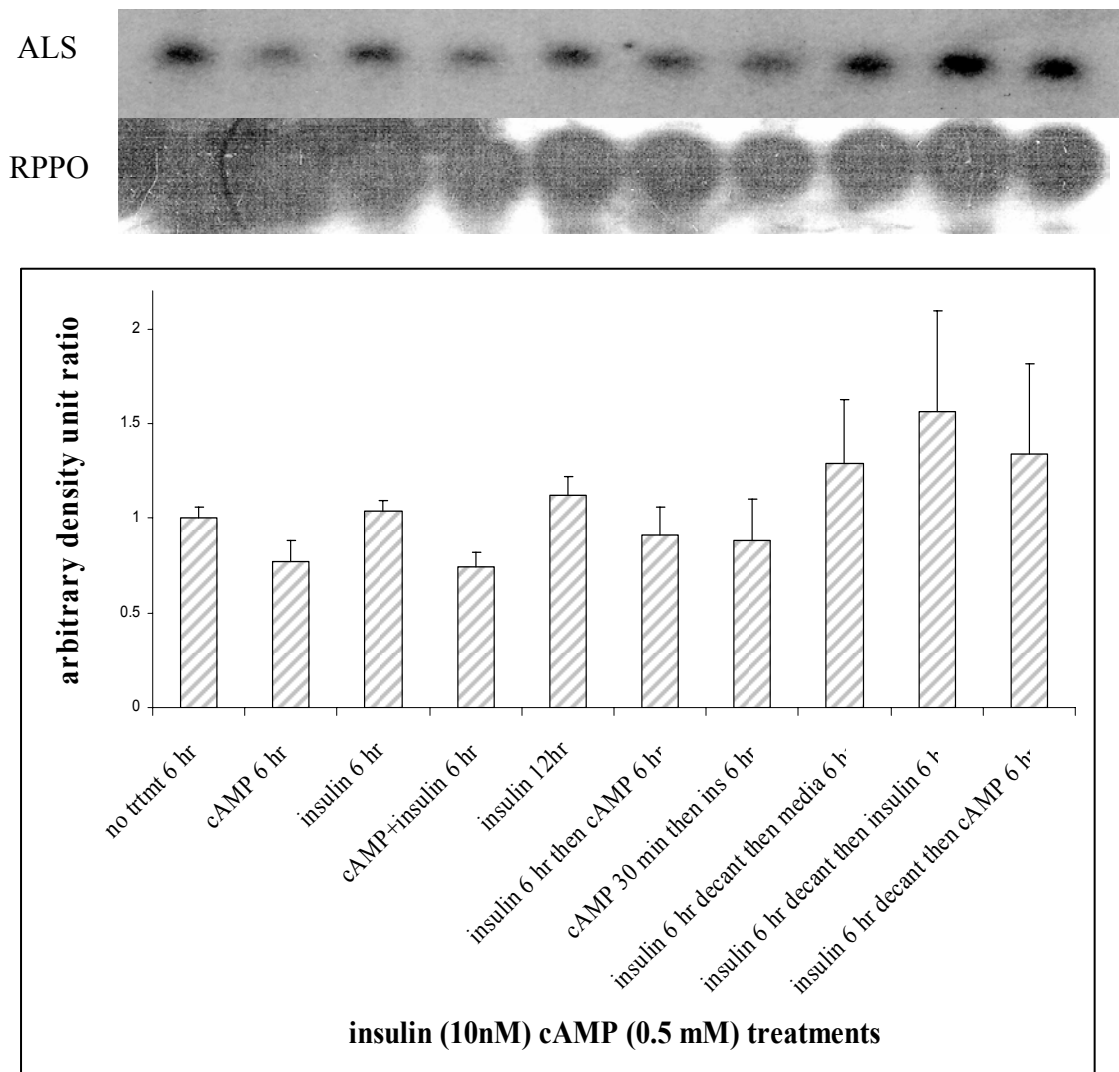 ALS
RPPO
arbitrary density unit ratio
2
1.5
1
0.5
0
no trtmt 6 hr
cAMP 6 hr
insulin 6 hr
cAMP+insulin 6 hr
insulin 12hr
insulin 6 hr then cAMP 6 hr
cAMP 30 min then ins 6 hr
insulin 6 hr decant then media 6 h
insulin 6 hr decant then insulin 6 h
insulin 6 hr decant then cAMP 6 hr
insulin (10nM) cAMP (0.5 mM) treatments